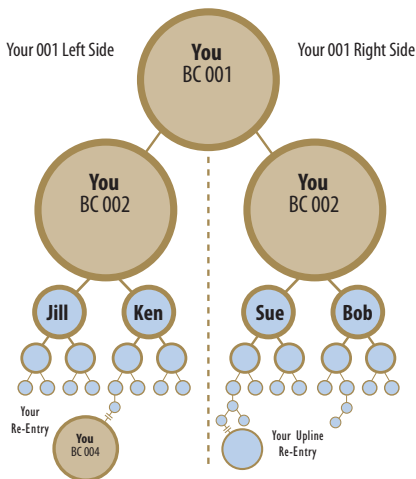 Your 001 Left Side
You
BC 001
Your 001 Right Side
You
BC 002
You
BC 002
Jill
Ken
Sue
Bob
Your
Re-Entry
You
BC 004
Your Upline
Re-Entry